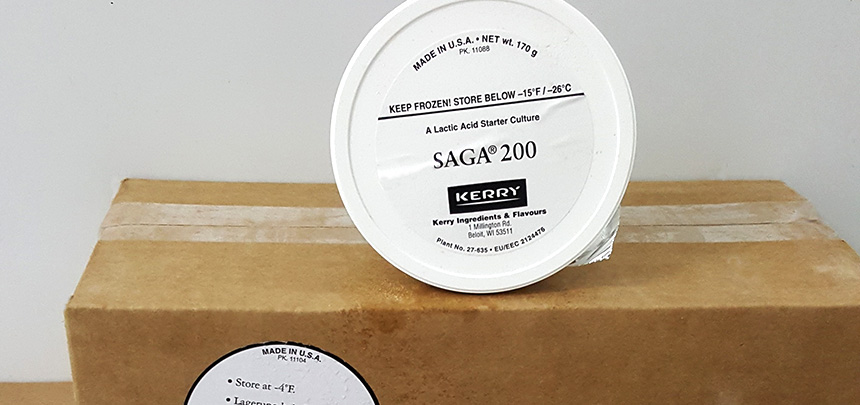 MADE IN U.S.A. • NET wt. 170 g
PK. 11088
KEEP FROZEN! STORE BELOW –15°F / –26°C
A Lactic Acid Starter Culture
SAGA® 200
KERRY
Kerry Ingredients & Flavours
1 Millington Rd.
Beloit, WI 53511
Plant No. 27-635 • EU/EEC 2124476
MADE IN U.S.A.
PK. 11104
• Store at -4°F.
•